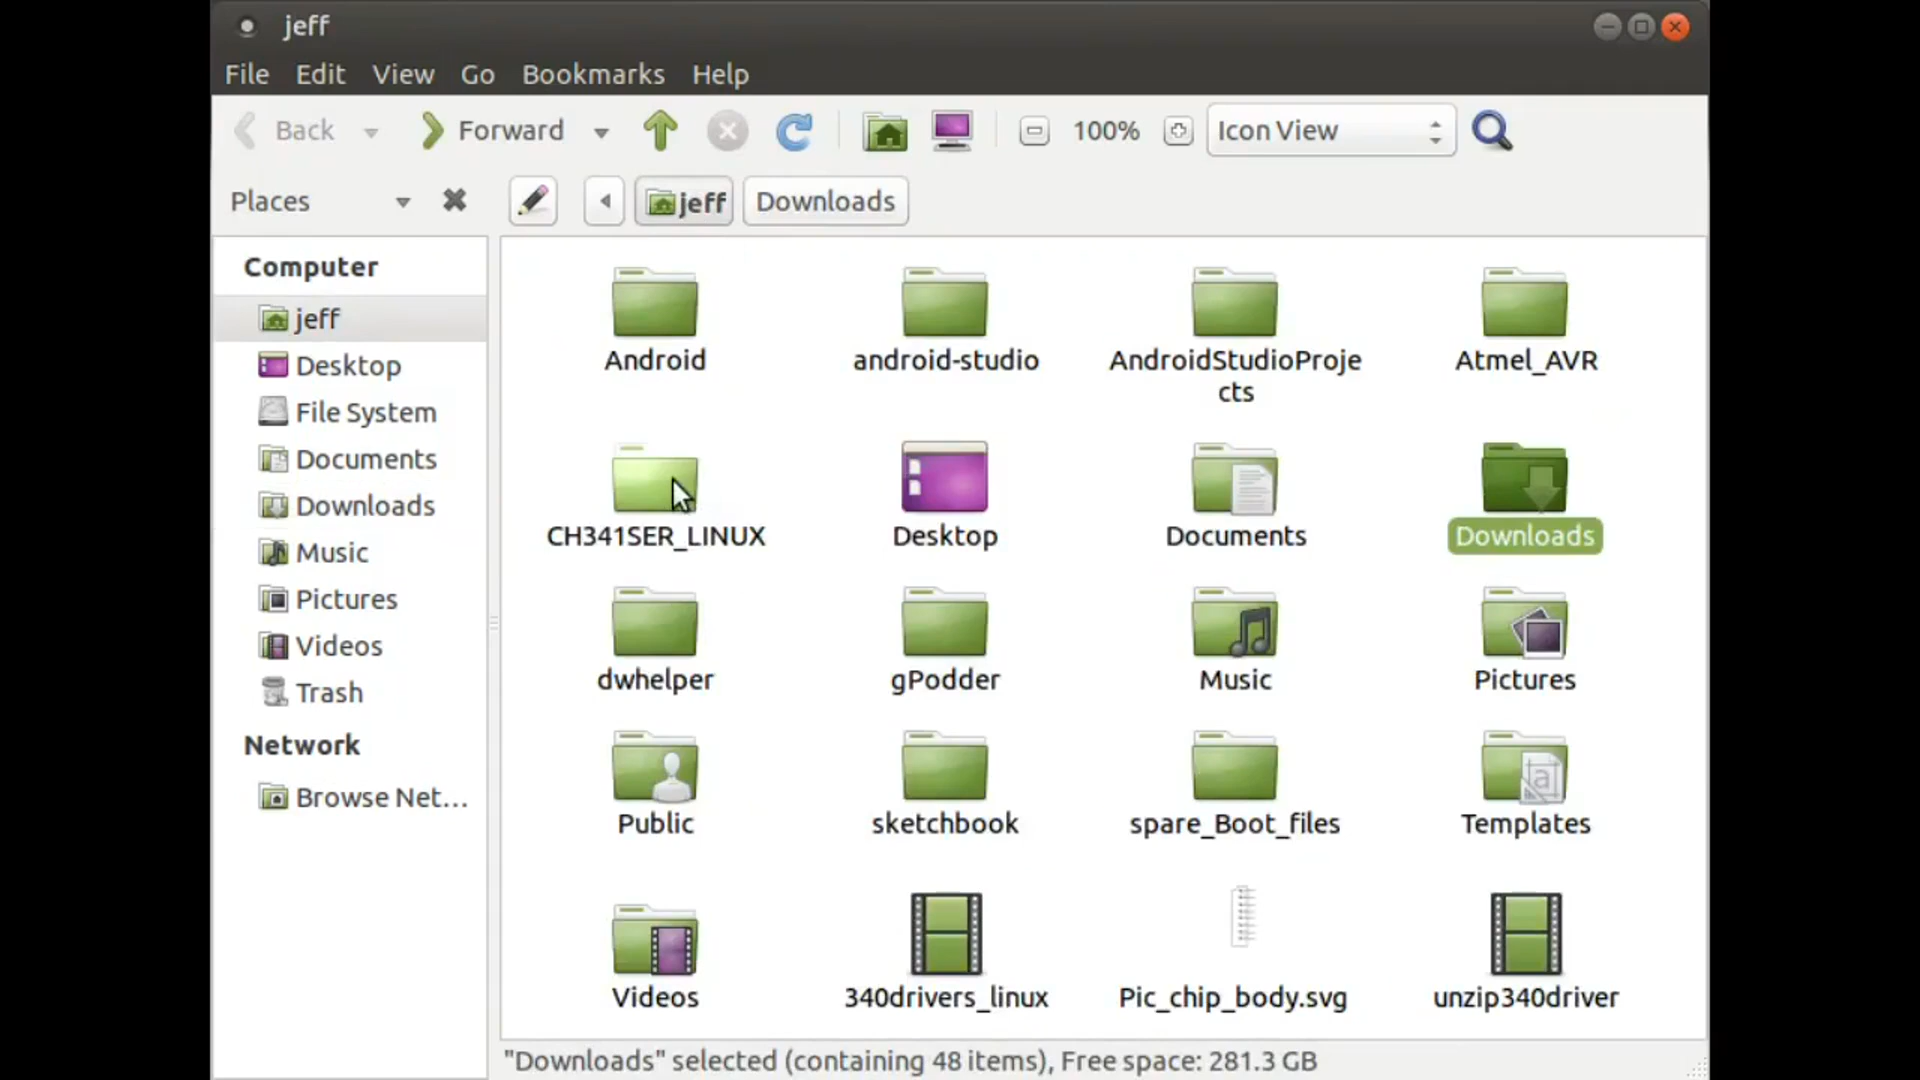 jeff
File Edit View Go Bookmarks Help
Back Forward 100% Icon View
Places jeff Downloads
Computer
jeff
Desktop
File System
Documents
Downloads
Music
Pictures
Videos
Trash
Network
Browse Net...
Android android-studio AndroidStudioProje Atmel_AVR
cts
CH341SER_LINUX Desktop Documents Downloads
dwhelper gPodder Music Pictures
Public sketchbook spare_Boot_files Templates
Videos 340drivers_linux Pic_chip_body.svg unzip340driver
"Downloads" selected (containing 48 items), Free space: 281.3 GB